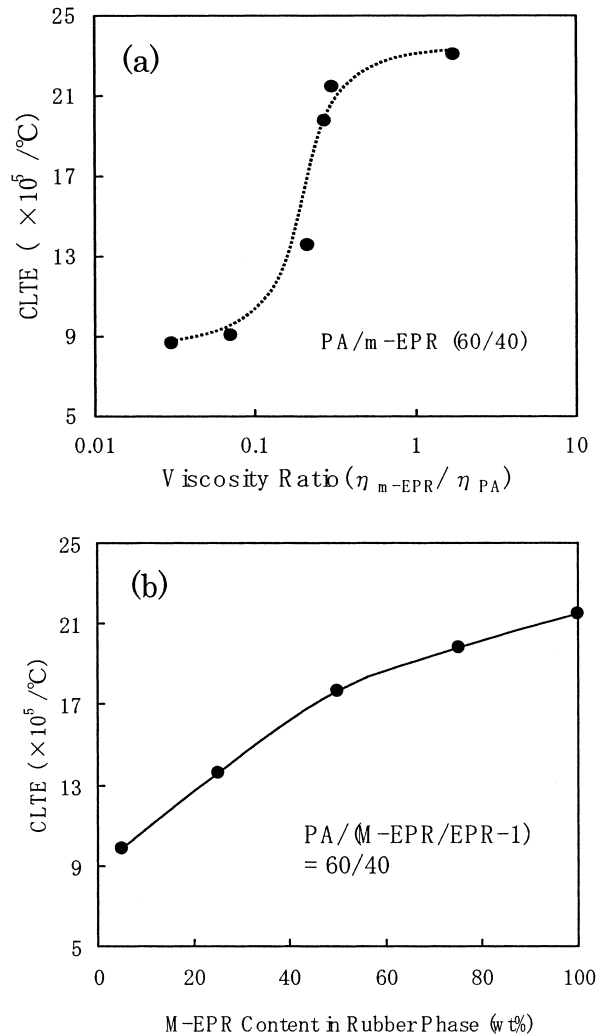 (a)
CLTE ( ×10⁵ /℃)
25
21
17
13
9
5
PA/m-EPR (60/40)
0.01 0.1 1 10
Viscosity Ratio (η m-EPR / η PA)
(b)
CLTE (×10⁵ /℃)
25
21
17
13
9
5
PA/(M-EPR/EPR-1)
= 60/40
0 20 40 60 80 100
M-EPR Content in Rubber Phase (wt%)